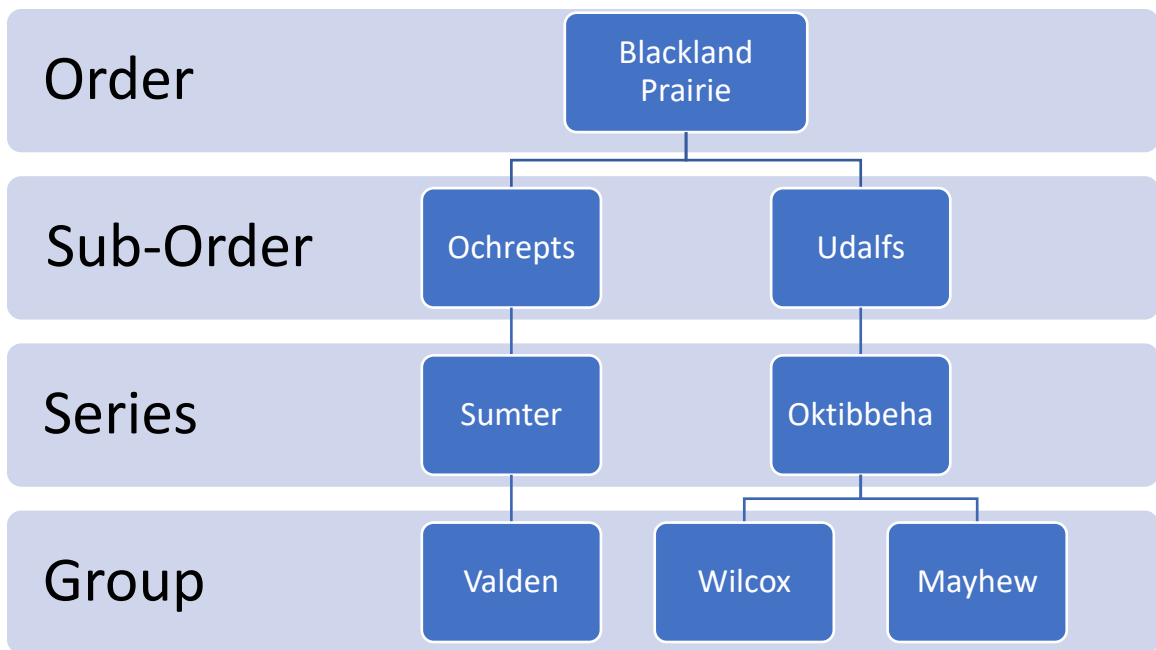 Order
Blackland
Prairie
Sub-Order
Ochrepts
Udalfs
Series
Sumter
Oktibbeha
Group
Valden
Wilcox
Mayhew